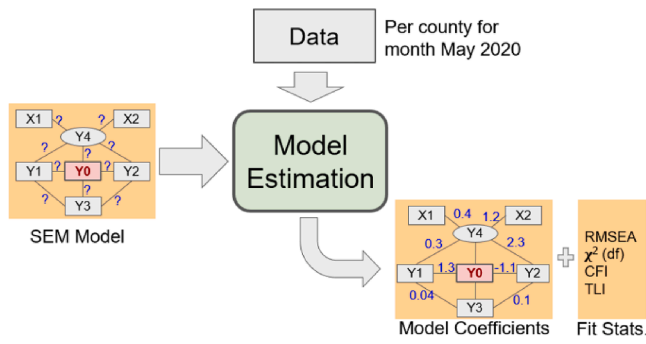 Data
Per county for
month May 2020
X1
?
?
X2
Y4
?
?
?
Y1
?
Y0
?
Y2
?
?
?
Y3
SEM Model
Model
Estimation
X1
0.4
1.2
X2
Y4
0.3
2.3
Y1
1.3
Y0
-1.1
Y2
0.04
0.1
Y3
Model Coefficients
RMSEA
χ² (df)
CFI
TLI
Fit Stats.